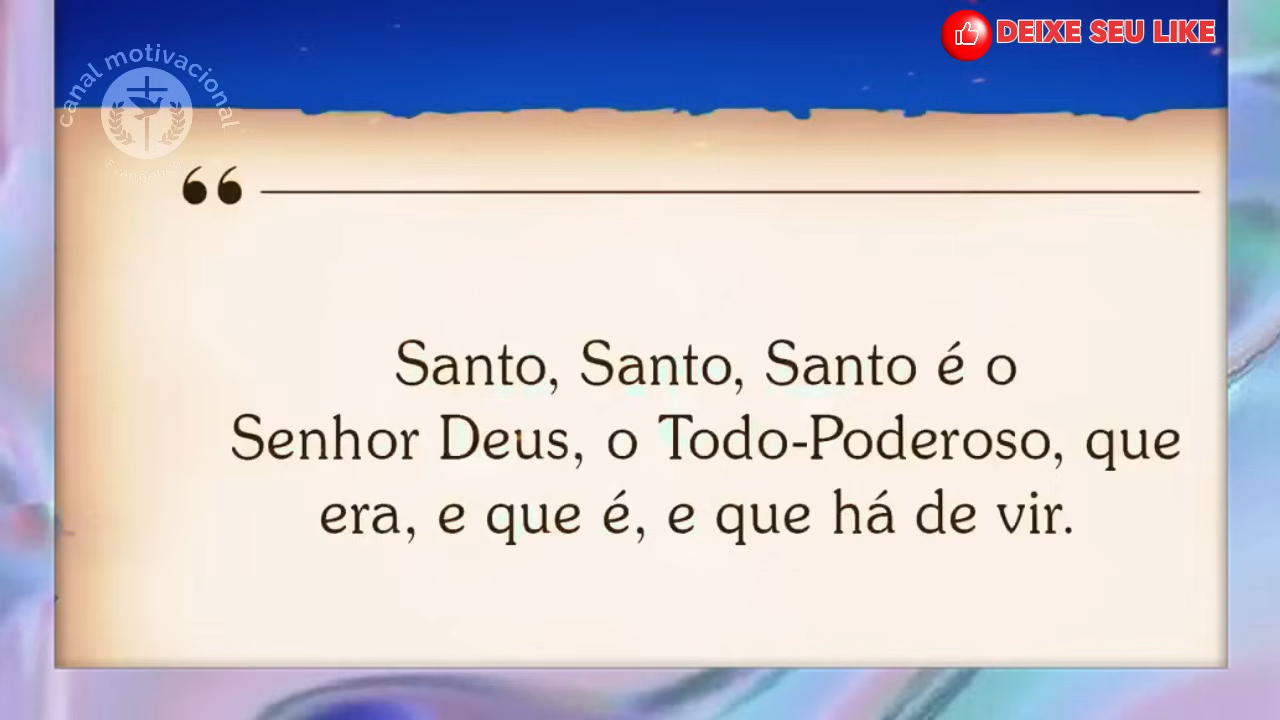 DEIXE SEU LIKE
canal motivacional
“
Santo, Santo, Santo é o
Senhor Deus, o Todo-Poderoso, que
era, e que é, e que há de vir.